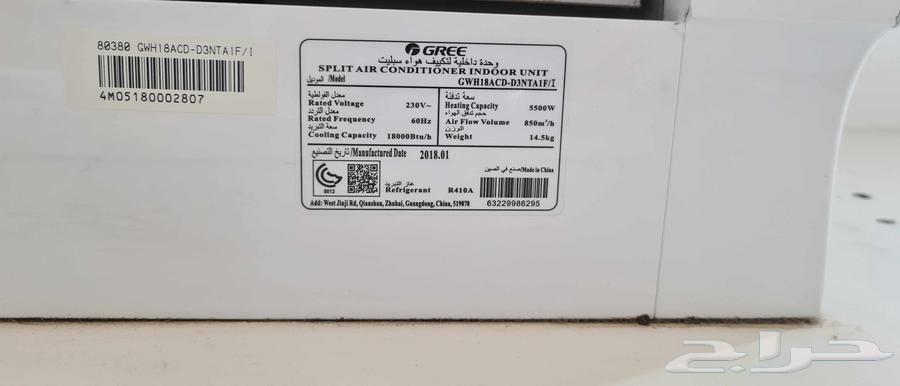 80380 GWH18ACD-D3NTA1F/I
4M05180002807
GREE
وحدة داخلية لتكييف هواء سبليت
SPLIT AIR CONDITIONER INDOOR UNIT
الموديل /Model GWH18ACD-D3NTA1F/I
معدل الفولطية
Rated Voltage 230V~
معدل التردد
Rated Frequency 60Hz
سعة التبريد
Cooling Capacity 18000Btu/h
سعة تدفئة
Heating Capacity 5500W
حجم تدفق الهواء
Air Flow Volume 850m³/h
الوزن
Weight 14.5kg
تاريخ التصنيع /Manufactured Date 2018.01
صنع في الصين /Made in China
0012
غاز التبريد
Refrigerant R410A
63229986295
Add: West Jinji Rd, Qianshan, Zhuhai, Guangdong, China, 519070
حراج